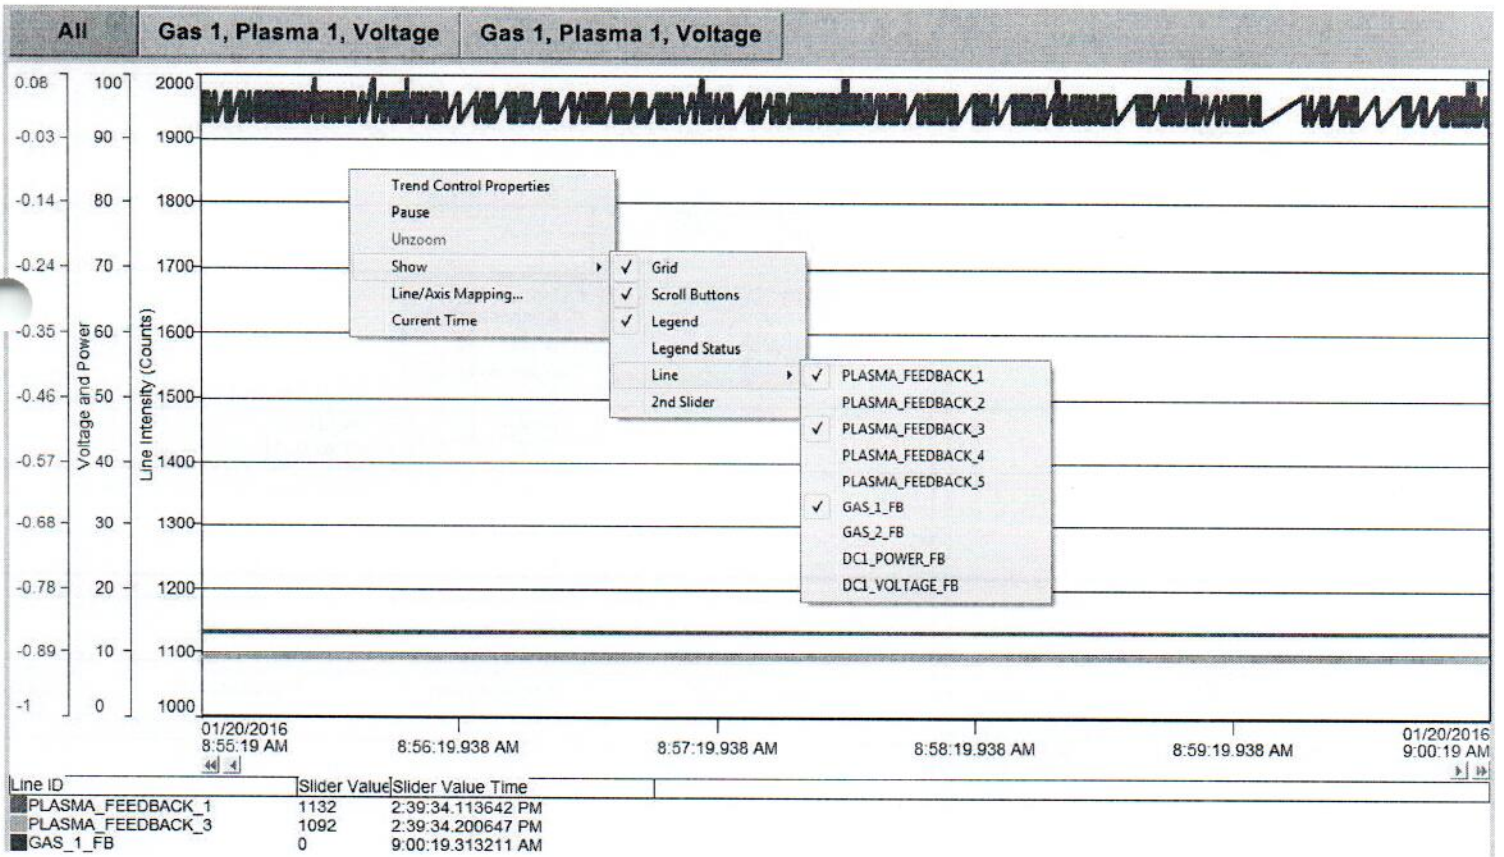 All
Gas 1, Plasma 1, Voltage
Gas 1, Plasma 1, Voltage
0.08
-0.03
-0.14
-0.24
-0.35
-0.46
-0.57
-0.68
-0.78
-0.89
-1
Voltage and Power
100
90
80
70
60
50
40
30
20
10
0
Line Intensity (Counts)
2000
1900
1800
1700
1600
1500
1400
1300
1200
1100
1000
Trend Control Properties
Pause
Unzoom
Show
Line/Axis Mapping...
Current Time
Grid
Scroll Buttons
Legend
Legend Status
Line
2nd Slider
PLASMA_FEEDBACK_1
PLASMA_FEEDBACK_2
PLASMA_FEEDBACK_3
PLASMA_FEEDBACK_4
PLASMA_FEEDBACK_5
GAS_1_FB
GAS_2_FB
DC1_POWER_FB
DC1_VOLTAGE_FB
01/20/2016
8:55:19 AM
8:56:19.938 AM
8:57:19.938 AM
8:58:19.938 AM
8:59:19.938 AM
01/20/2016
9:00:19 AM
Line ID Slider Value Slider Value Time
PLASMA_FEEDBACK_1 1132 2:39:34.113642 PM
PLASMA_FEEDBACK_3 1092 2:39:34.200647 PM
GAS_1_FB 0 9:00:19.313211 AM